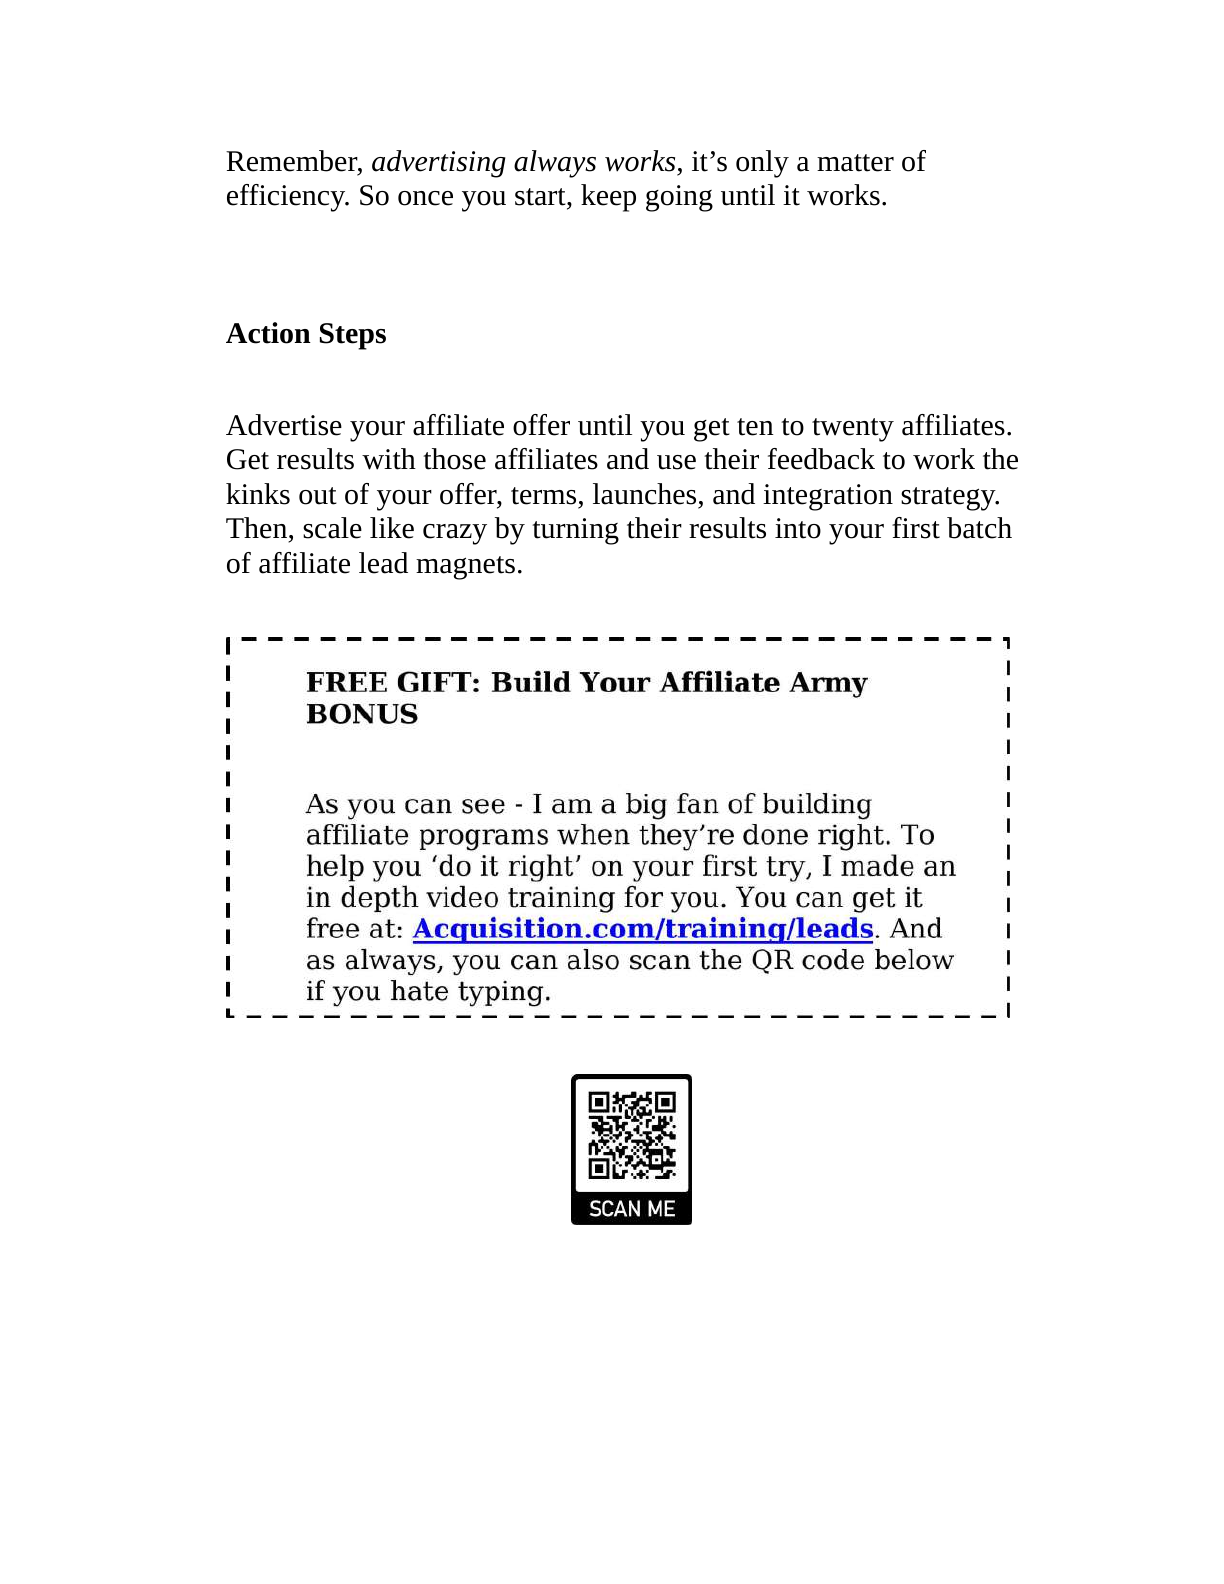 Remember, advertising always works, it’s only a matter of
efficiency. So once you start, keep going until it works.
Action Steps
Advertise your affiliate offer until you get ten to twenty affiliates.
Get results with those affiliates and use their feedback to work the
kinks out of your offer, terms, launches, and integration strategy.
Then, scale like crazy by turning their results into your first batch
of affiliate lead magnets.
FREE GIFT: Build Your Affiliate Army
BONUS
As you can see - I am a big fan of building
affiliate programs when they’re done right. To
help you ‘do it right’ on your first try, I made an
in depth video training for you. You can get it
free at: Acquisition.com/training/leads. And
as always, you can also scan the QR code below
if you hate typing.
SCAN ME